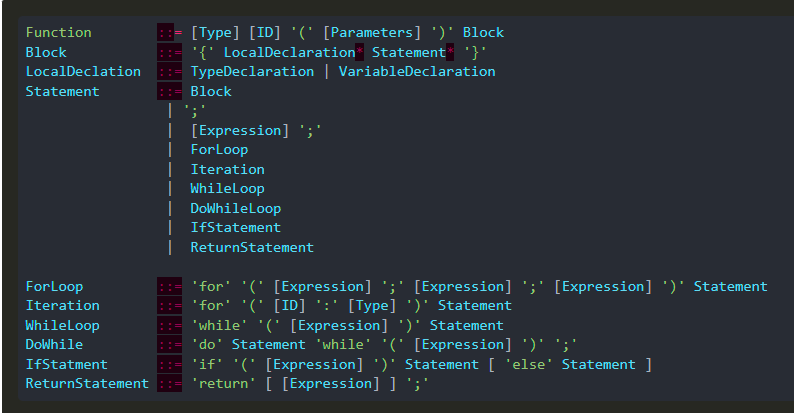 Function         ::= [Type] [ID] '(' [Parameters] ')' Block
Block            ::= '{' LocalDeclaration* Statement* '}'
LocalDeclation   ::= TypeDeclaration | VariableDeclaration
Statement        ::= Block
                  | ';'
                  |  [Expression] ';'
                  |  ForLoop
                  |  Iteration
                  |  WhileLoop
                  |  DoWhileLoop
                  |  IfStatement
                  |  ReturnStatement
ForLoop          ::= 'for' '(' [Expression] ';' [Expression] ';' [Expression] ')' Statement
Iteration        ::= 'for' '(' [ID] ':' [Type] ')' Statement
WhileLoop        ::= 'while' '(' [Expression] ')' Statement
DoWhile          ::= 'do' Statement 'while' '(' [Expression] ')' ';'
IfStatment       ::= 'if' '(' [Expression] ')' Statement [ 'else' Statement ]
ReturnStatement  ::= 'return' [ [Expression] ] ';'